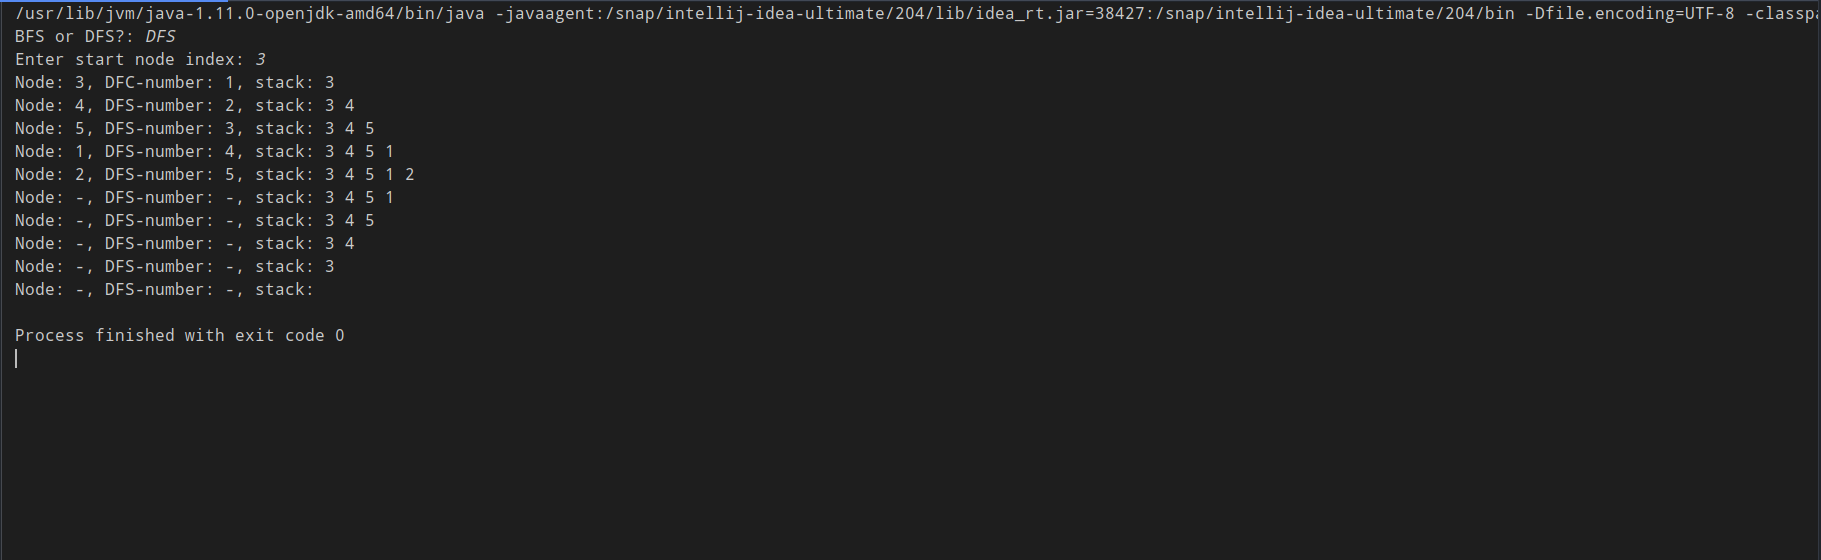 /usr/lib/jvm/java-1.11.0-openjdk-amd64/bin/java -javaagent:/snap/intellij-idea-ultimate/204/lib/idea_rt.jar=38427:/snap/intellij-idea-ultimate/204/bin -Dfile.encoding=UTF-8 -classpa
BFS or DFS?: DFS
Enter start node index: 3
Node: 3, DFC-number: 1, stack: 3
Node: 4, DFS-number: 2, stack: 3 4
Node: 5, DFS-number: 3, stack: 3 4 5
Node: 1, DFS-number: 4, stack: 3 4 5 1
Node: 2, DFS-number: 5, stack: 3 4 5 1 2
Node: -, DFS-number: -, stack: 3 4 5 1
Node: -, DFS-number: -, stack: 3 4 5
Node: -, DFS-number: -, stack: 3 4
Node: -, DFS-number: -, stack: 3
Node: -, DFS-number: -, stack:
Process finished with exit code 0